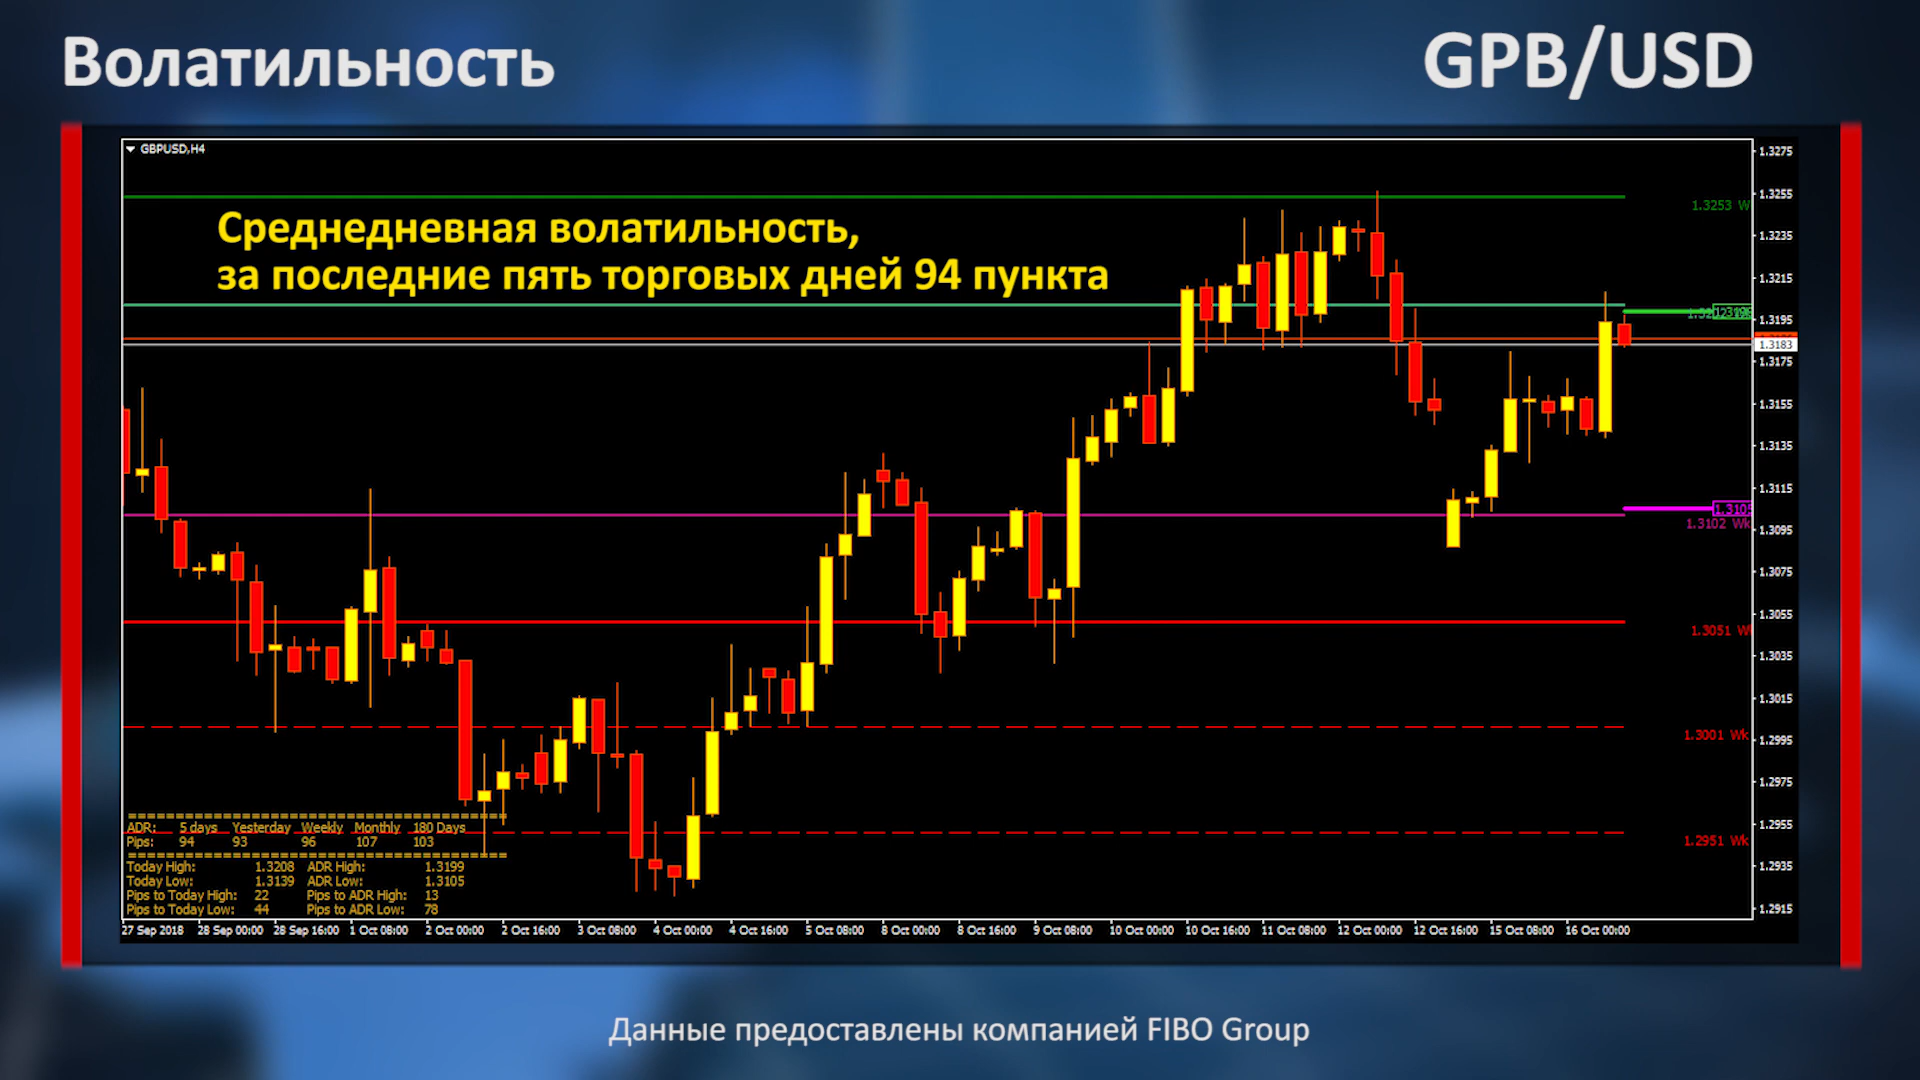 Волатильность
GPB/USD
GBPUSD,H4
Среднедневная волатильность,
за последние пять торговых дней 94 пункта
1.3275
1.3255
1.3253 W
1.3235
1.3215
1.3195
1.3183
1.3175
1.3155
1.3135
1.3115
1.3105
1.3102 Wk
1.3095
1.3075
1.3055
1.3051 W
1.3035
1.3015
1.3001 Wk
1.2995
1.2975
1.2955
1.2951 Wk
1.2935
1.2915
ADR: 5 days Yesterday Weekly Monthly 180 Days
Pips: 94 93 96 107 103
Today High: 1.3208 ADR High: 1.3199
Today Low: 1.3139 ADR Low: 1.3105
Pips to Today High: 22 Pips to ADR High: 13
Pips to Today Low: 44 Pips to ADR Low: 78
27 Sep 2018 28 Sep 00:00 28 Sep 16:00 1 Oct 08:00 2 Oct 00:00 2 Oct 16:00 3 Oct 08:00 4 Oct 00:00 4 Oct 16:00 5 Oct 08:00 8 Oct 00:00 8 Oct 16:00 9 Oct 08:00 10 Oct 00:00 10 Oct 16:00 11 Oct 08:00 12 Oct 00:00 12 Oct 16:00 15 Oct 08:00 16 Oct 00:00
Данные предоставлены компанией FIBO Group